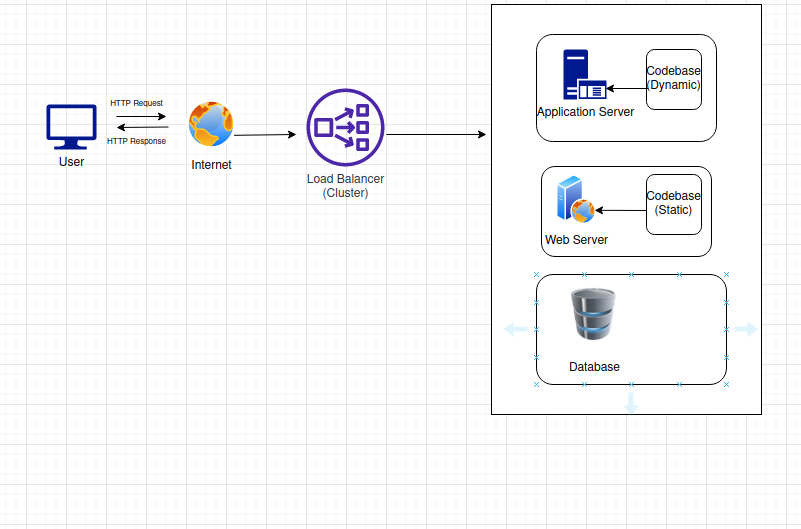 HTTP Request
HTTP Response
User
Internet
Load Balancer
(Cluster)
Codebase
(Dynamic)
Application Server
Codebase
(Static)
Web Server
Database